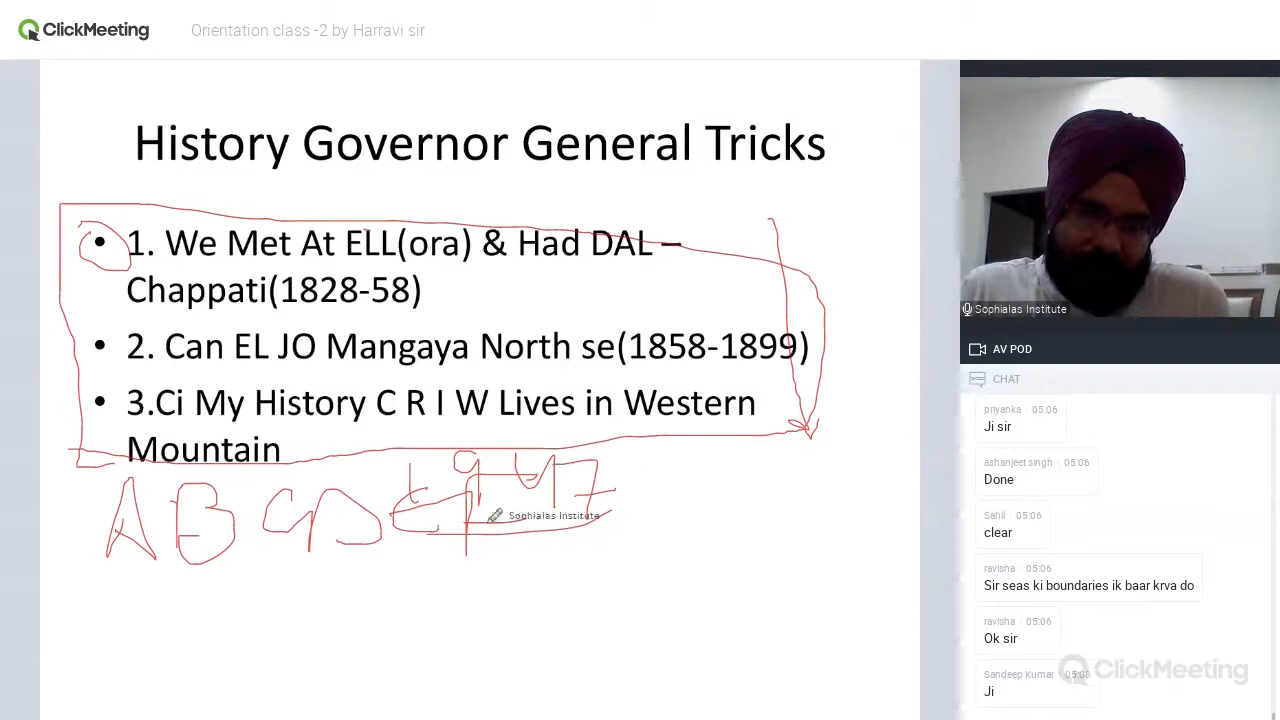 ClickMeeting
Orientation class -2 by Harravi sir
History Governor General Tricks
• 1. We Met At ELL(ora) & Had DAL –
Chappati(1828-58)
• 2. Can EL JO Mangaya North se(1858-1899)
• 3.Ci My History C R I W Lives in Western
Mountain
A B C D E F
1947
Sophialas Institute
Sophialas Institute
AV POD
CHAT
priyanka 05:06
Ji sir
ashanjeet singh 05:06
Done
Sahil 05:06
clear
ravisha 05:06
Sir seas ki boundaries ik baar krva do
ravisha 05:06
Ok sir
Sandeep Kumar 05:08
Ji
ClickMeeting